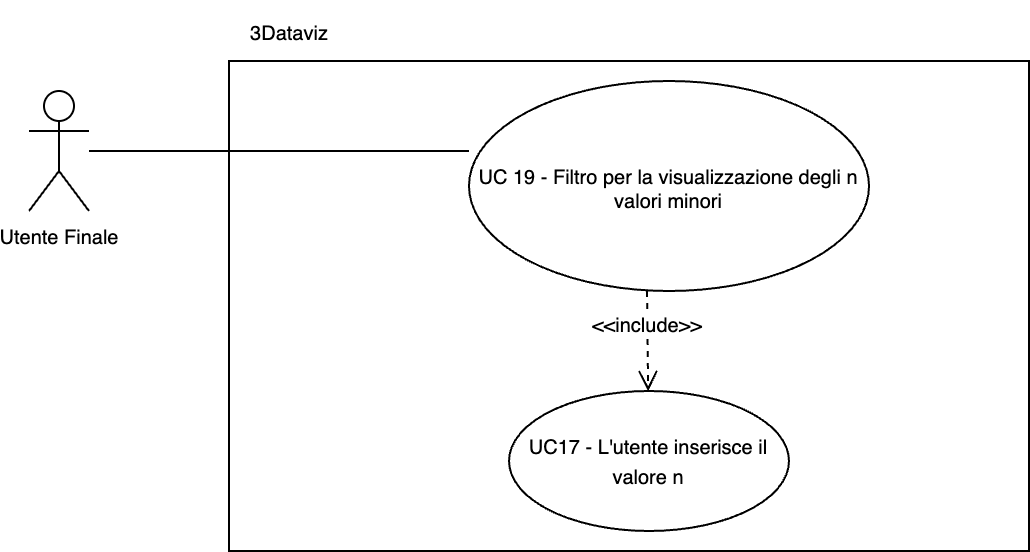 3Dataviz
Utente Finale
UC 19 - Filtro per la visualizzazione degli n
valori minori
<<include>>
UC17 - L'utente inserisce il
valore n